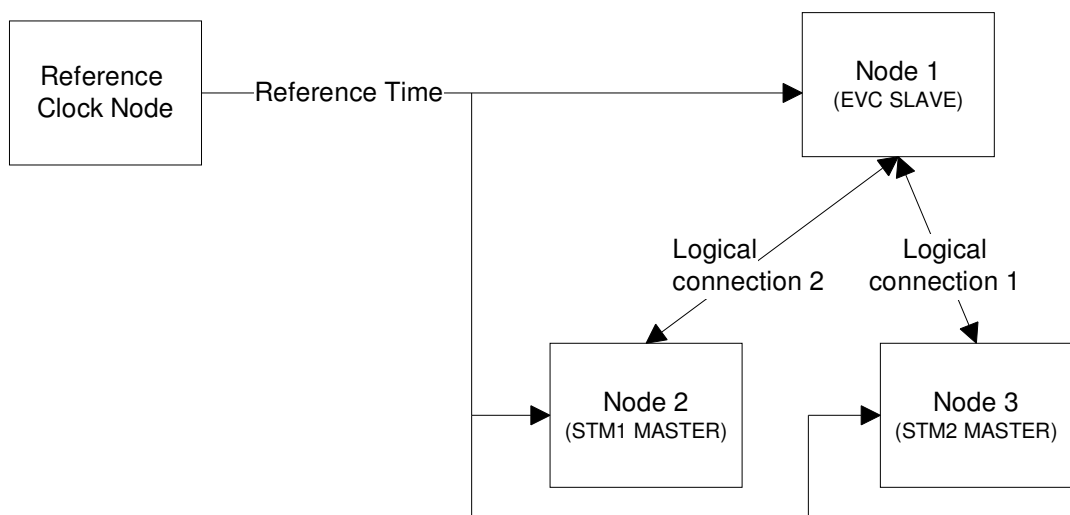 Reference
Clock Node
Reference Time
Node 1
(EVC SLAVE)
Logical
connection 2
Logical
connection 1
Node 2
(STM1 MASTER)
Node 3
(STM2 MASTER)